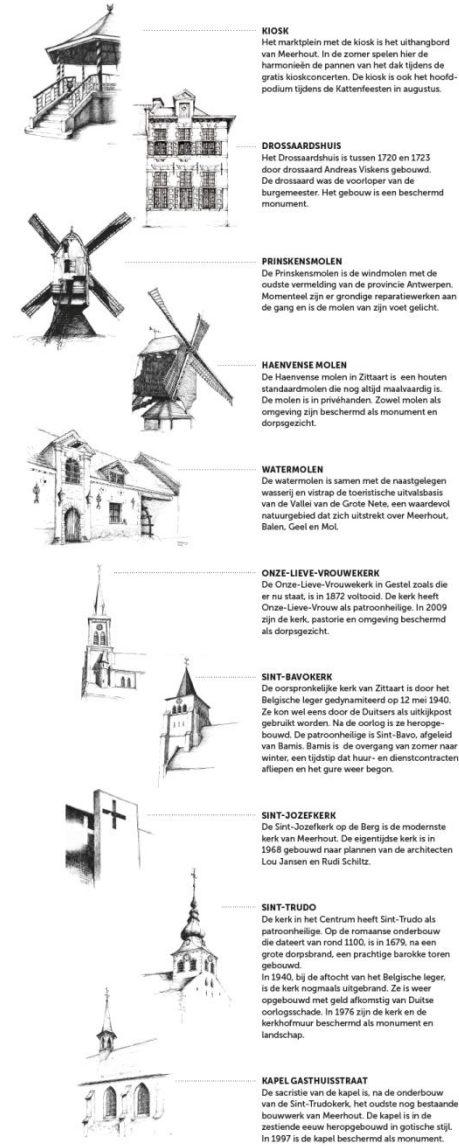 KIOSK
Het marktplein met de kiosk is het uithangbord
van Meerhout. In de zomer spelen hier de
harmonieën de pannen van het dak tijdens de
gratis kioskconcerten. De kiosk is ook het hoofd-
podium tijdens de Kattenfeesten in augustus.
DROSSAARDSHUIS
Het Drossaardshuis is tussen 1720 en 1723
door drossaard Andreas Viskens gebouwd.
De drossaard was de voorloper van de
burgemeester. Het gebouw is een beschermd
monument.
PRINSKENSMOLEN
De Prinskensmolen is de windmolen met de
oudste vermelding van de provincie Antwerpen.
Momenteel zijn er grondige reparatiewerken aan
de gang en is de molen van zijn voet gelicht.
HAENVENSE MOLEN
De Haenvense molen in Zittaart is een houten
standaardmolen die nog altijd maalvaardig is.
De molen is in privéhanden. Zowel molen als
omgeving zijn beschermd als monument en
dorpsgezicht.
WATERMOLEN
De watermolen is samen met de naastgelegen
wasserij en vistrap de toeristische uitvalsbasis
van de Vallei van de Grote Nete, een waardevol
natuurgebied dat zich uitstrekt over Meerhout,
Balen, Geel en Mol.
ONZE-LIEVE-VROUWEKERK
De Onze-Lieve-Vrouwekerk in Gestel zoals die
er nu staat, is in 1872 voltooid. De kerk heeft
Onze-Lieve-Vrouw als patroonheilige. In 2009
zijn de kerk, pastorie en omgeving beschermd
als dorpsgezicht.
SINT-BAVOKERK
De oorspronkelijke kerk van Zittaart is door het
Belgische leger gedynamiteerd op 12 mei 1940.
Ze kon wel eens door de Duitsers als uitkijkpost
gebruikt worden. Na de oorlog is ze heropge-
bouwd. De patroonheilige is Sint-Bavo, afgeleid
van Bamis. Bamis is de overgang van zomer naar
winter, een tijdstip dat huur- en dienstcontracten
afliepen en het gure weer begon.
SINT-JOZEFKERK
De Sint-Jozefkerk op de Berg is de modernste
kerk van Meerhout. De eigentijdse kerk is in
1968 gebouwd naar plannen van de architecten
Lou Jansen en Rudi Schiltz.
SINT-TRUDO
De kerk in het Centrum heeft Sint-Trudo als
patroonheilige. Op de romaanse onderbouw
die dateert van rond 1100, is in 1679, na een
grote dorpsbrand, een prachtige barokke toren
gebouwd.
In 1940, bij de aftocht van het Belgische leger,
is de kerk nogmaals uitgebrand. Ze is weer
opgebouwd met geld afkomstig van Duitse
oorlogsschade. In 1976 zijn de kerk en de
kerkhofmuur beschermd als monument en
landschap.
KAPEL GASTHUISSTRAAT
De sacristie van de kapel is, na de onderbouw
van de Sint-Trudokerk, het oudste nog bestaande
bouwwerk van Meerhout. De kapel is in de
zestiende eeuw heropgebouwd in gotische stijl.
In 1997 is de kapel beschermd als monument.